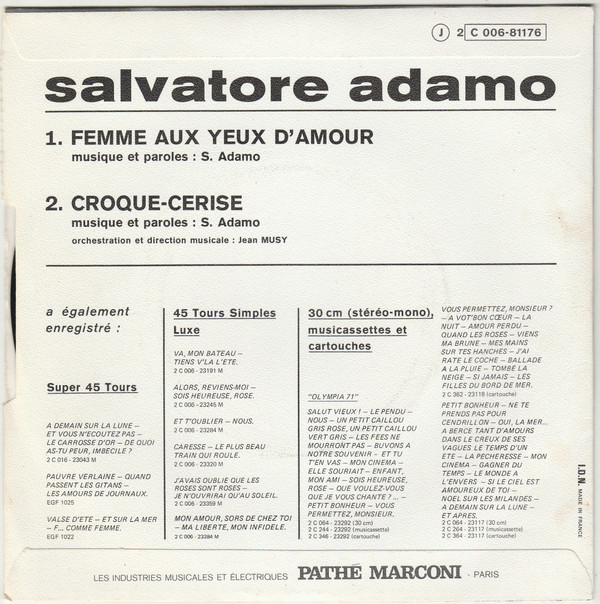 J 2 C 006-81176
salvatore adamo
1. FEMME AUX YEUX D'AMOUR
musique et paroles : S. Adamo
2. CROQUE-CERISE
musique et paroles : S. Adamo
orchestration et direction musicale : Jean MUSY
a également
enregistré :
Super 45 Tours
A DEMAIN SUR LA LUNE –
ET VOUS N'ECOUTEZ PAS –
LE CARROSSE D'OR – DE QUOI
AS-TU PEUR, IMBECILE ?
2 C 016 - 23043 M
PAUVRE VERLAINE – QUAND
PASSENT LES GITANS –
LES AMOURS DE JOURNAUX.
EGF 1025
VALSE D'ETE – ET SUR LA MER
– F... COMME FEMME.
EGF 1022
45 Tours Simples
Luxe
VA, MON BATEAU –
TIENS V'LA L'ETE.
2 C 006 - 23191 M
ALORS, REVIENS-MOI –
SOIS HEUREUSE, ROSE.
2 C 006 - 23245 M
ET T'OUBLIER – NOUS.
2 C 006 - 23284 M
CARESSE – LE PLUS BEAU
TRAIN QUI ROULE.
2 C 006 - 23320 M
J'AVAIS OUBLIE QUE LES
ROSES SONT ROSES –
JE N'OUVRIRAI QU'AU SOLEIL.
2 C 006 - 23359 M
MON AMOUR, SORS DE CHEZ TOI
– MA LIBERTE, MON INFIDELE.
2 C 006 - 23384 M
30 cm (stéréo-mono),
musicassettes et
cartouches
"OLYMPIA 71"
SALUT VIEUX ! – LE PENDU –
NOUS – UN PETIT CAILLOU
GRIS ROSE, UN PETIT CAILLOU
VERT GRIS – LES FEES NE
MOURRONT PAS – BUVONS A
NOTRE SOUVENIR – ET TU
T'EN VAS – MON CINEMA –
ELLE SOURIAIT – ENFANT,
MON AMI – SOIS HEUREUSE,
ROSE – QUE VOULEZ-VOUS
QUE JE VOUS CHANTE ? ... –
PETIT BONHEUR – VOUS
PERMETTEZ, MONSIEUR.
2 C 064 - 23292 (30 cm)
2 C 244 - 23292 (musicassette)
2 C 346 - 23292 (cartouche)
VOUS PERMETTEZ, MONSIEUR ?
– A VOT'BON CŒUR – LA
NUIT – AMOUR PERDU –
QUAND LES ROSES – VIENS
MA BRUNE – MES MAINS
SUR TES HANCHES – J'AI
RATE LE COCHE – BALLADE
A LA PLUIE – TOMBE LA
NEIGE – SI JAMAIS – LES
FILLES DU BORD DE MER.
2 C 362 - 23118 (cartouche)
PETIT BONHEUR – NE TE
PRENDS PAS POUR
CENDRILLON – OUI, LA MER...
A BERCE TANT D'AMOURS
DANS LE CREUX DE SES
VAGUES LE TEMPS D'UN
ETE – LA PECHERESSE – MON
CINEMA – GAGNER DU
TEMPS – LE MONDE A
L'ENVERS – SI LE CIEL EST
AMOUREUX DE TOI –
NOEL SUR LES MILANDES –
A DEMAIN SUR LA LUNE –
ET APRES.
2 C 064 - 23117 (30 cm)
2 C 264 - 23117 (musicassette)
2 C 364 - 23117 (cartouche)
I.D.N. MADE IN FRANCE
LES INDUSTRIES MUSICALES ET ÉLECTRIQUES PATHÉ MARCONI - PARIS